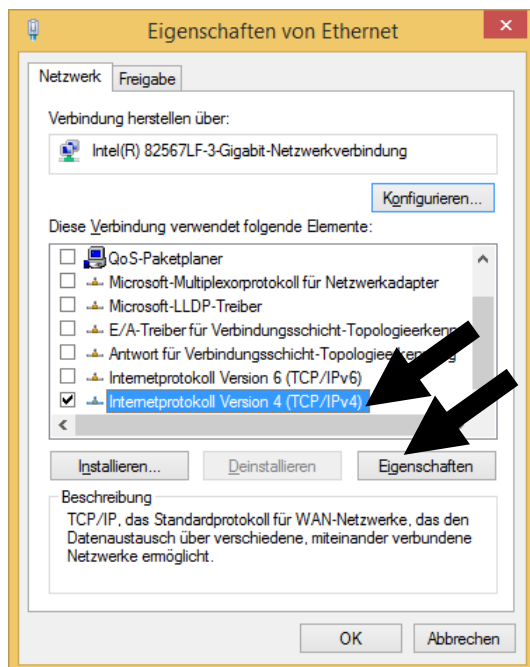 Eigenschaften von Ethernet
Netzwerk
Freigabe
Verbindung herstellen über:
Intel(R) 82567LF-3-Gigabit-Netzwerkverbindung
Konfigurieren...
Diese Verbindung verwendet folgende Elemente:
QoS-Paketplaner
Microsoft-Multiplexorprotokoll für Netzwerkadapter
Microsoft-LLDP-Treiber
E/A-Treiber für Verbindungsschicht-Topologieerkenn
Antwort für Verbindungsschicht-Topologieerkennung
Internetprotokoll Version 6 (TCP/IPv6)
Internetprotokoll Version 4 (TCP/IPv4)
Installieren...
Deinstallieren
Eigenschaften
Beschreibung
TCP/IP, das Standardprotokoll für WAN-Netzwerke, das den
Datenaustausch über verschiedene, miteinander verbundene
Netzwerke ermöglicht.
OK
Abbrechen